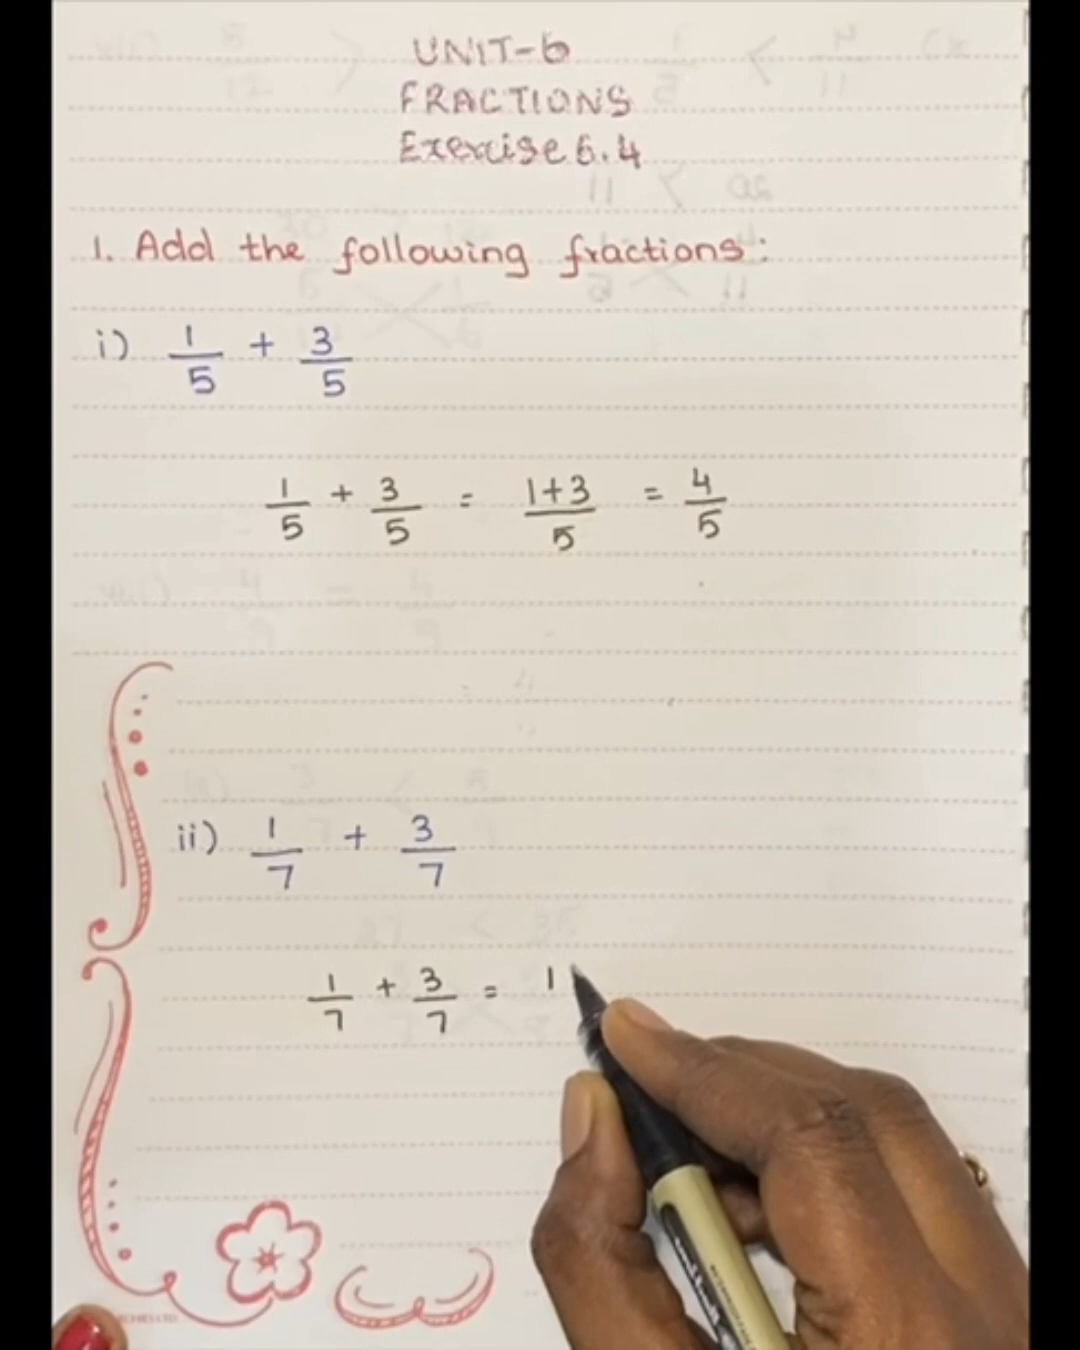 UNIT-6
FRACTIONS
Exercise 6.4
1. Add the following fractions:
i) 1/5 + 3/5
1/5 + 3/5 = 1+3/5 = 4/5
ii) 1/7 + 3/7
1/7 + 3/7 = 1